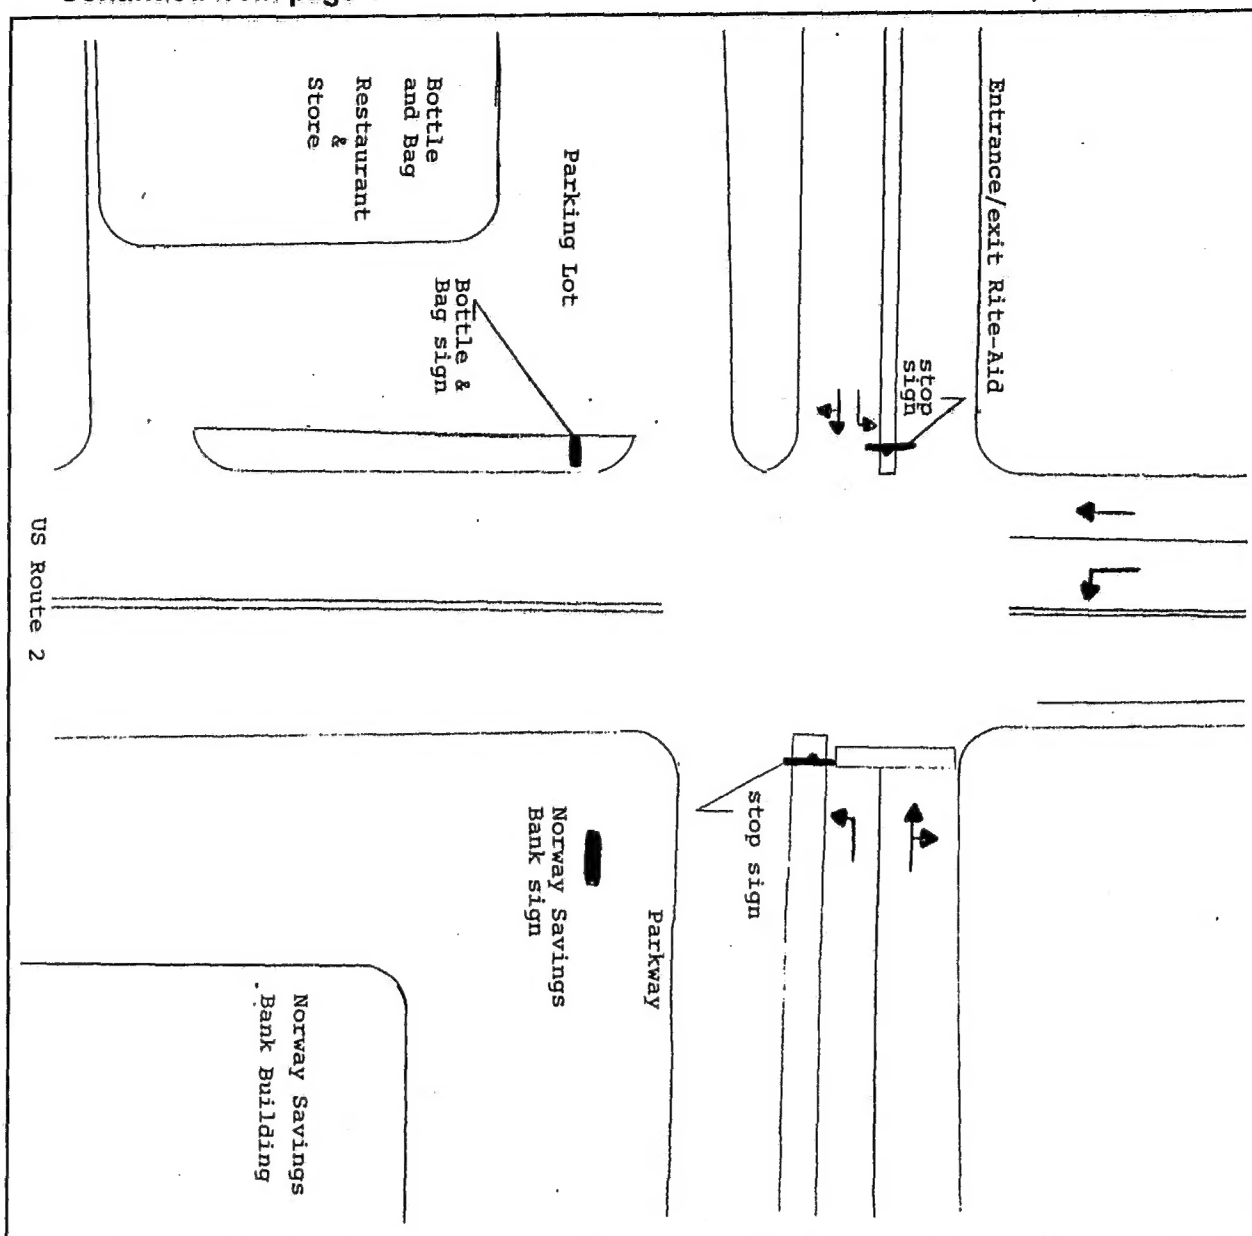 Bottle
and Bag
Restaurant
&
Store
Parking Lot
Bottle &
Bag sign
Entrance/exit Rite-Aid
stop
sign
US Route 2
stop sign
Norway Savings
Bank sign
Parkway
Norway Savings
Bank Building